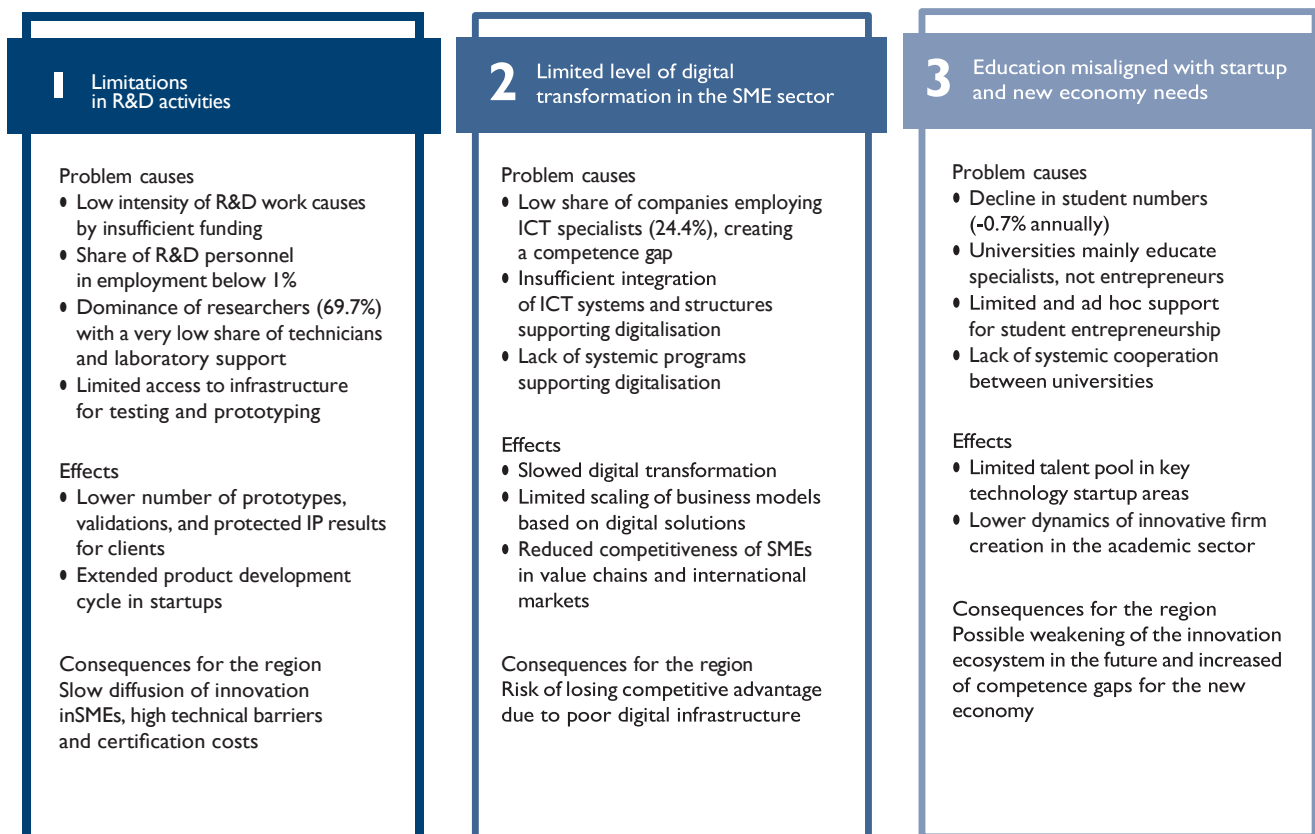 1
Limitations
in R&D activities
Problem causes
• Low intensity of R&D work causes
by insufficient funding
• Share of R&D personnel
in employment below 1%
• Dominance of researchers (69.7%)
with a very low share of technicians
and laboratory support
• Limited access to infrastructure
for testing and prototyping
Effects
• Lower number of prototypes,
validations, and protected IP results
for clients
• Extended product development
cycle in startups
Consequences for the region
Slow diffusion of innovation
inSMEs, high technical barriers
and certification costs
2
Limited level of digital
transformation in the SME sector
Problem causes
• Low share of companies employing
ICT specialists (24.4%), creating
a competence gap
• Insufficient integration
of ICT systems and structures
supporting digitalisation
• Lack of systemic programs
supporting digitalisation
Effects
• Slowed digital transformation
• Limited scaling of business models
based on digital solutions
• Reduced competitiveness of SMEs
in value chains and international
markets
Consequences for the region
Risk of losing competitive advantage
due to poor digital infrastructure
3
Education misaligned with startup
and new economy needs
Problem causes
• Decline in student numbers
(-0.7% annually)
• Universities mainly educate
specialists, not entrepreneurs
• Limited and ad hoc support
for student entrepreneurship
• Lack of systemic cooperation
between universities
Effects
• Limited talent pool in key
technology startup areas
• Lower dynamics of innovative firm
creation in the academic sector
Consequences for the region
Possible weakening of the innovation
ecosystem in the future and increased
of competence gaps for the new
economy